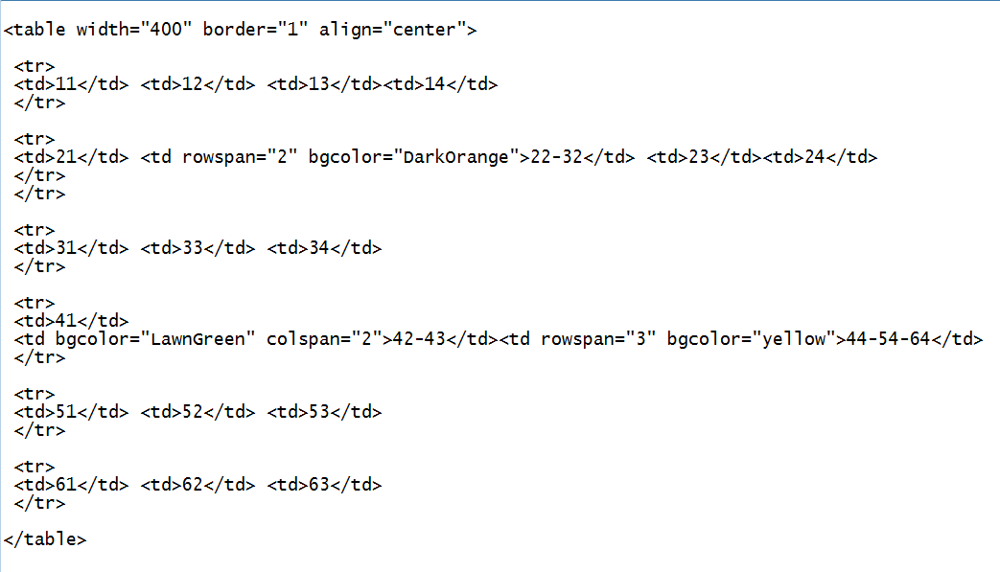 <table width="400" border="1" align="center">
<tr>
<td>11</td> <td>12</td> <td>13</td><td>14</td>
</tr>
<tr>
<td>21</td> <td rowspan="2" bgcolor="DarkOrange">22-32</td> <td>23</td><td>24</td>
</tr>
</tr>
<tr>
<td>31</td> <td>33</td> <td>34</td>
</tr>
<tr>
<td>41</td>
<td bgcolor="LawnGreen" colspan="2">42-43</td><td rowspan="3" bgcolor="yellow">44-54-64</td>
</tr>
<tr>
<td>51</td> <td>52</td> <td>53</td>
</tr>
<tr>
<td>61</td> <td>62</td> <td>63</td>
</tr>
</table>